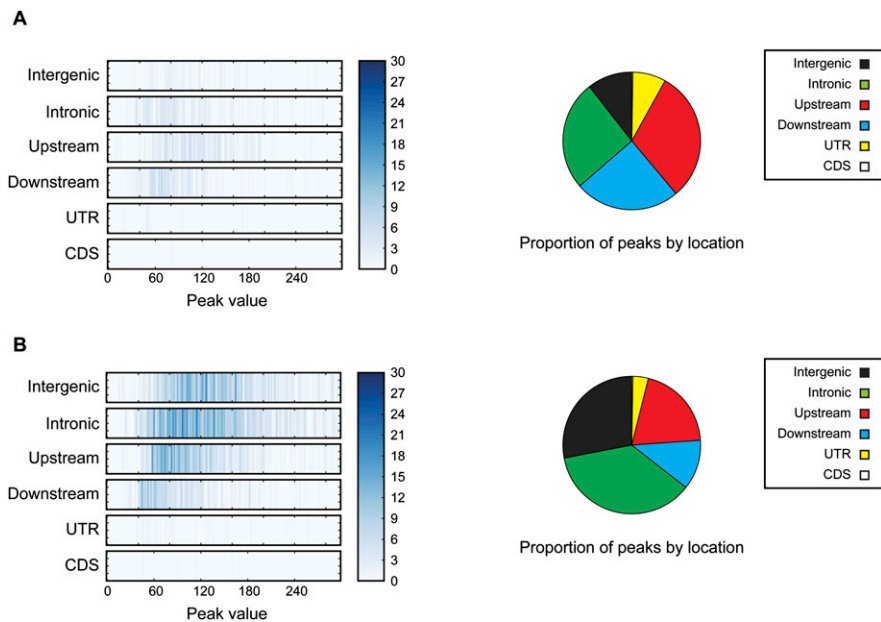 A
Intergenic
Intronic
Upstream
Downstream
UTR
CDS
0 60 120 180 240
Peak value
30
27
24
21
18
15
12
9
6
3
0
Proportion of peaks by location
Intergenic
Intronic
Upstream
Downstream
UTR
CDS
B
Intergenic
Intronic
Upstream
Downstream
UTR
CDS
0 60 120 160 240
Peak value
30
27
24
21
18
15
12
9
6
3
0
Proportion of peaks by location
Intergenic
Intronic
Upstream
Downstream
UTR
CDS